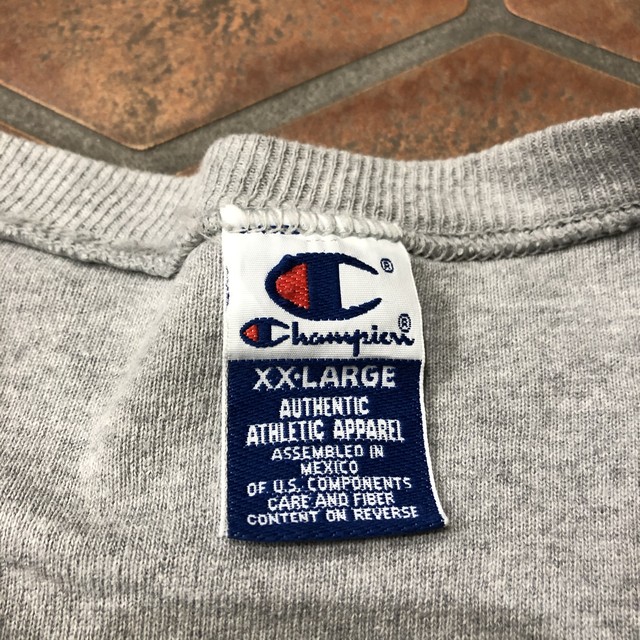 ®
Champion®
XX-LARGE
AUTHENTIC
ATHLETIC APPAREL
ASSEMBLED IN
MEXICO
OF U.S. COMPONENTS
CARE AND FIBER
CONTENT ON REVERSE